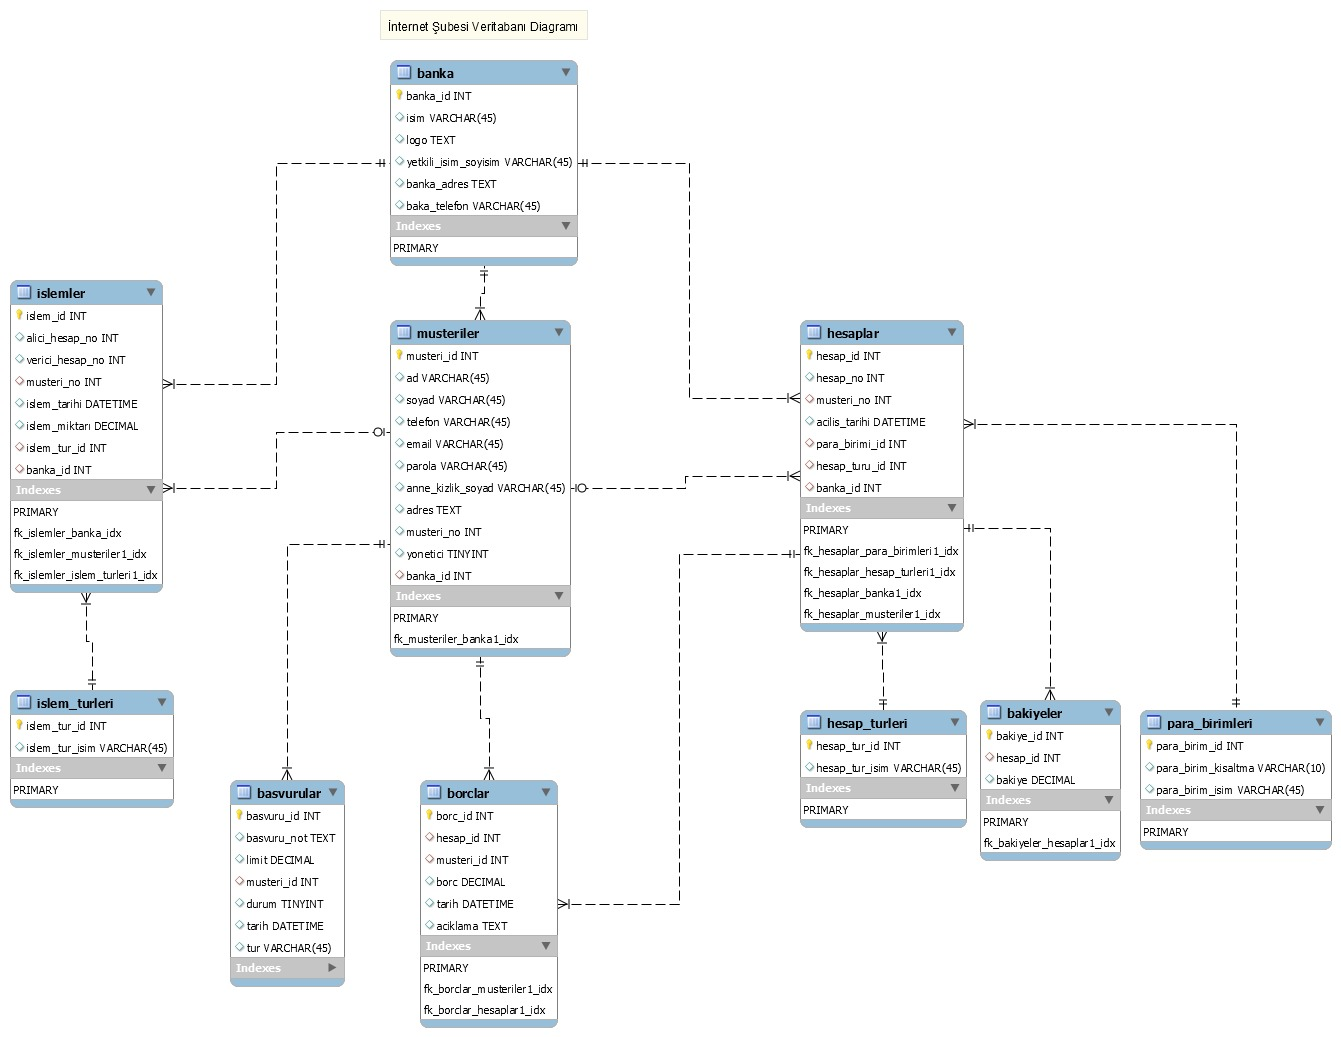 İnternet Şubesi Veritabanı Diagramı
banka
banka_id INT
isim VARCHAR(45)
logo TEXT
yetkili_isim_soyisim VARCHAR(45)
banka_adres TEXT
baka_telefon VARCHAR(45)
Indexes
PRIMARY
islemler
islem_id INT
alici_hesap_no INT
verici_hesap_no INT
musteri_no INT
islem_tarihi DATETIME
islem_miktarı DECIMAL
islem_tur_id INT
banka_id INT
Indexes
PRIMARY
fk_islemler_banka_idx
fk_islemler_musteriler1_idx
fk_islemler_islem_turleri1_idx
musteriler
musteri_id INT
ad VARCHAR(45)
soyad VARCHAR(45)
telefon VARCHAR(45)
email VARCHAR(45)
parola VARCHAR(45)
anne_kizlik_soyad VARCHAR(45)
adres TEXT
musteri_no INT
yonetici TINYINT
banka_id INT
Indexes
PRIMARY
fk_musteriler_banka1_idx
hesaplar
hesap_id INT
hesap_no INT
musteri_no INT
acilis_tarihi DATETIME
para_birimi_id INT
hesap_turu_id INT
banka_id INT
Indexes
PRIMARY
fk_hesaplar_para_birimleri1_idx
fk_hesaplar_hesap_turleri1_idx
fk_hesaplar_banka1_idx
fk_hesaplar_musteriler1_idx
islem_turleri
islem_tur_id INT
islem_tur_isim VARCHAR(45)
Indexes
PRIMARY
basvurular
basvuru_id INT
basvuru_not TEXT
limit DECIMAL
musteri_id INT
durum TINYINT
tarih DATETIME
tur VARCHAR(45)
Indexes
borclar
borc_id INT
hesap_id INT
musteri_id INT
borc DECIMAL
tarih DATETIME
aciklama TEXT
Indexes
PRIMARY
fk_borclar_musteriler1_idx
fk_borclar_hesaplar1_idx
hesap_turleri
hesap_tur_id INT
hesap_tur_isim VARCHAR(45)
Indexes
PRIMARY
bakiyeler
bakiye_id INT
hesap_id INT
bakiye DECIMAL
Indexes
PRIMARY
fk_bakiyeler_hesaplar1_idx
para_birimleri
para_birim_id INT
para_birim_kisaltma VARCHAR(10)
para_birim_isim VARCHAR(45)
Indexes
PRIMARY